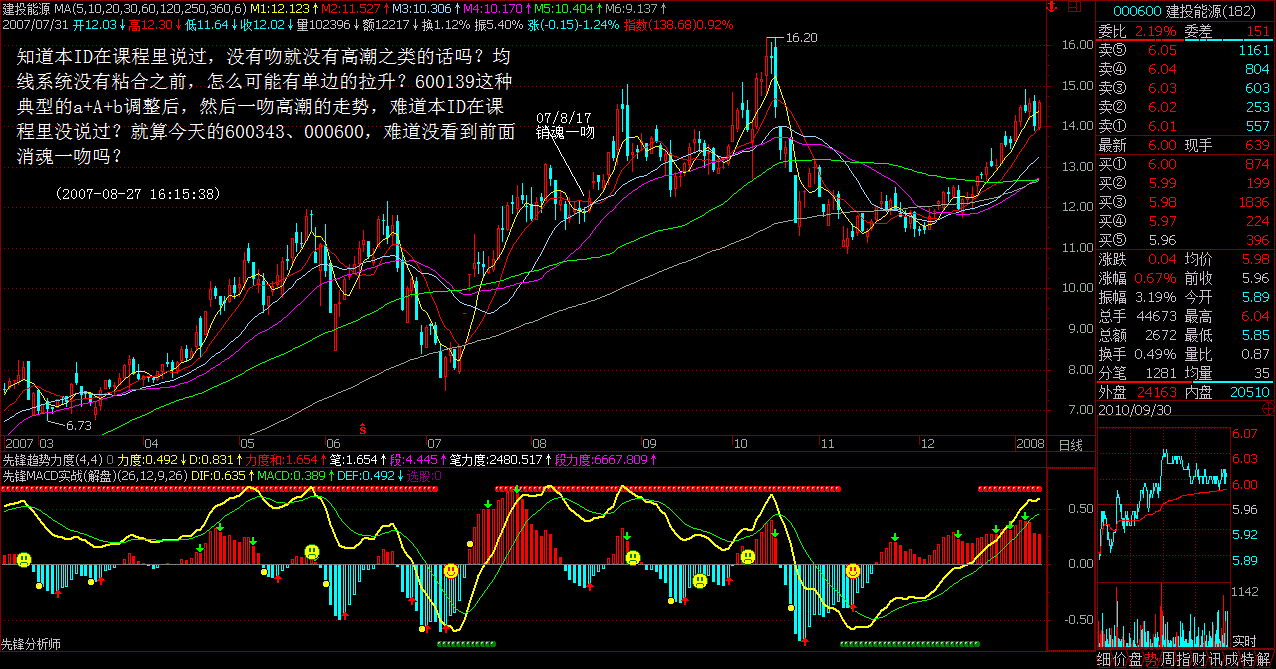 建投能源 MA(5,10,20,30,60,120,250,360,6) M1:12.123↑M2:11.527↑M3:10.306↑M4:10.170↑M5:10.404↑M6:9.137↑
2007/07/31 开12.03↓高12.30↓低11.64↓收12.02↓量102396↓额12217↓换1.12% 振5.40% 涨(-0.15)-1.24% 指数(138.68)0.92%
知道本ID在课程里说过，没有吻就没有高潮之类的话吗？均
线系统没有粘合之前，怎么可能有单边的拉升？600139这种
典型的a+A+b调整后，然后一吻高潮的走势，难道本ID在课
程里没说过？就算今天的600343、000600，难道没看到前面
消魂一吻吗？
(2007-08-27 16:15:38)
07/8/17
销魂一吻
16.20
6.73
16.00
15.00
14.00
13.00
12.00
11.00
10.00
9.00
8.00
7.00
2007 03 04 05 06 07 08 09 10 11 12 2008 日线
先锋趋势力度(4,4) 0 力度:0.492↓D:0.831↑力度和:1.654↑笔:1.654↑段:4.445↑笔力度:2480.517↑段力度:6667.809↑
先锋MACD实战(解盘)(26,12,9,26) DIF:0.635↑MACD:0.389↑DEF:0.492↓选股:0
0.50
0.00
-0.50
先锋分析师
000600 建投能源(182)
委比 2.19% 委差 151
卖⑤ 6.05 1161
卖④ 6.04 804
卖③ 6.03 603
卖② 6.02 253
卖① 6.01 557
最新 6.00 现手 639
买① 6.00 874
买② 5.99 199
买③ 5.98 1836
买④ 5.97 224
买⑤ 5.96 396
涨跌 0.04 均价 5.98
涨幅 0.67% 前收 5.96
振幅 3.19% 今开 5.89
总手 44673 最高 6.04
总额 2672 最低 5.85
换手 0.49% 量比 0.87
分笔 1281 均量 35
外盘 24163 内盘 20510
2010/09/30
6.07
6.03
6.00
5.96
5.92
5.89
1142
实时
细价盘势周指财讯成特解